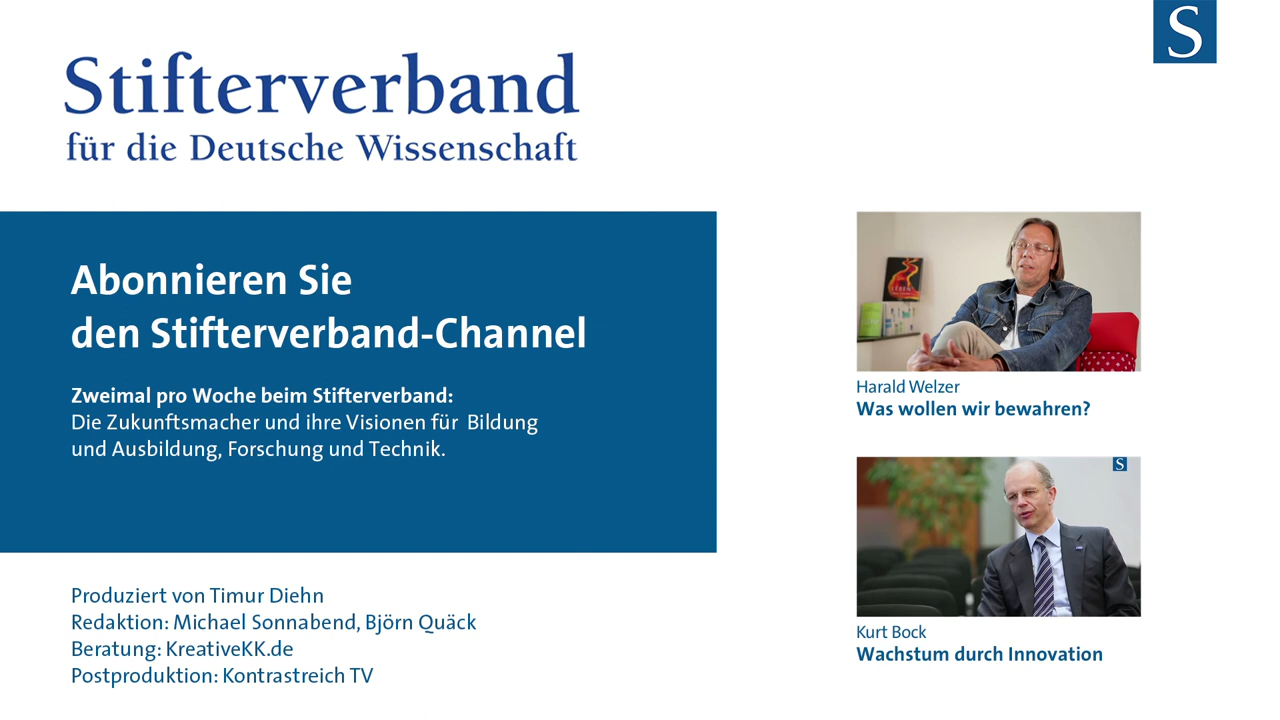 S
Stifterverband
für die Deutsche Wissenschaft
Abonnieren Sie
den Stifterverband-Channel
Zweimal pro Woche beim Stifterverband:
Die Zukunftsmacher und ihre Visionen für Bildung
und Ausbildung, Forschung und Technik.
Produziert von Timur Diehn
Redaktion: Michael Sonnabend, Björn Quäck
Beratung: KreativeKK.de
Postproduktion: Kontrastreich TV
Harald Welzer
Was wollen wir bewahren?
S
Kurt Bock
Wachstum durch Innovation